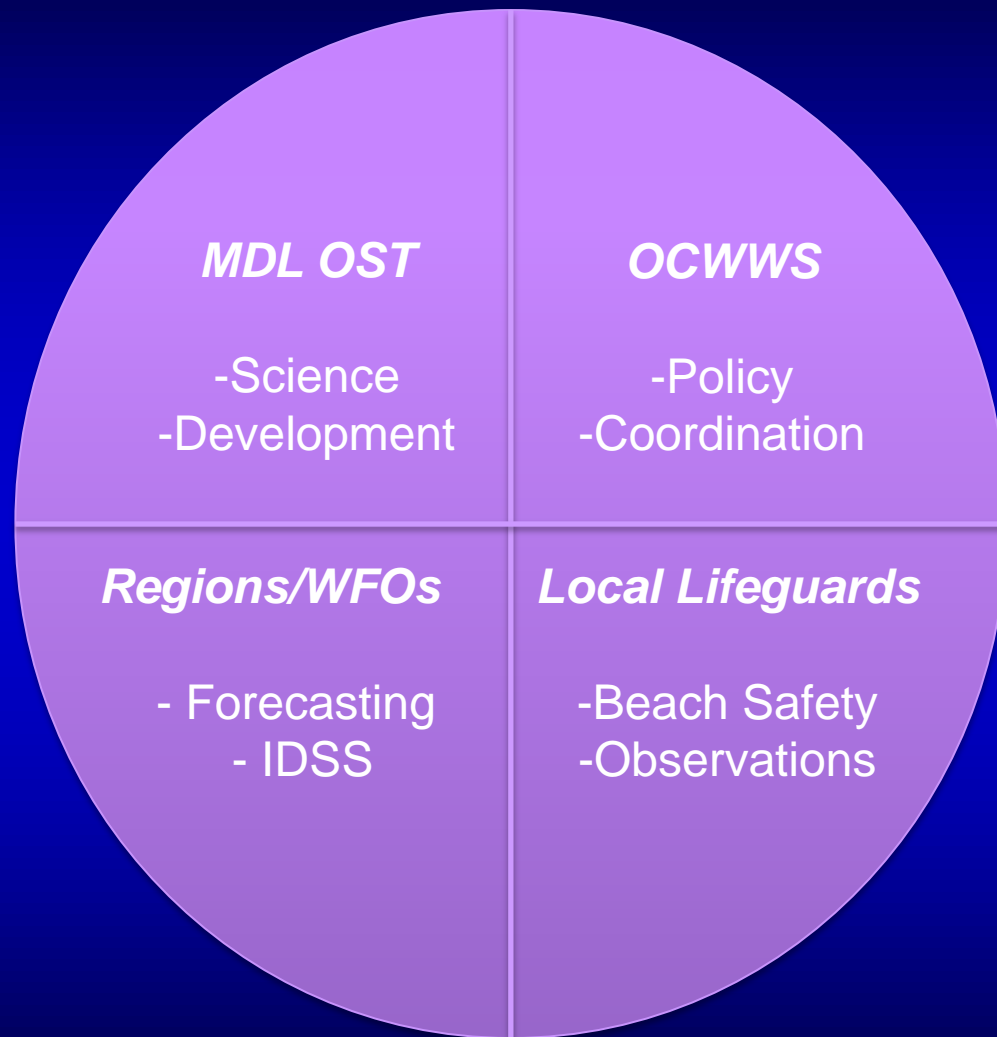 MDL OST
-Science
-Development
OCWWS
-Policy
-Coordination
Regions/WFOs
- Forecasting
- IDSS
Local Lifeguards
-Beach Safety
-Observations